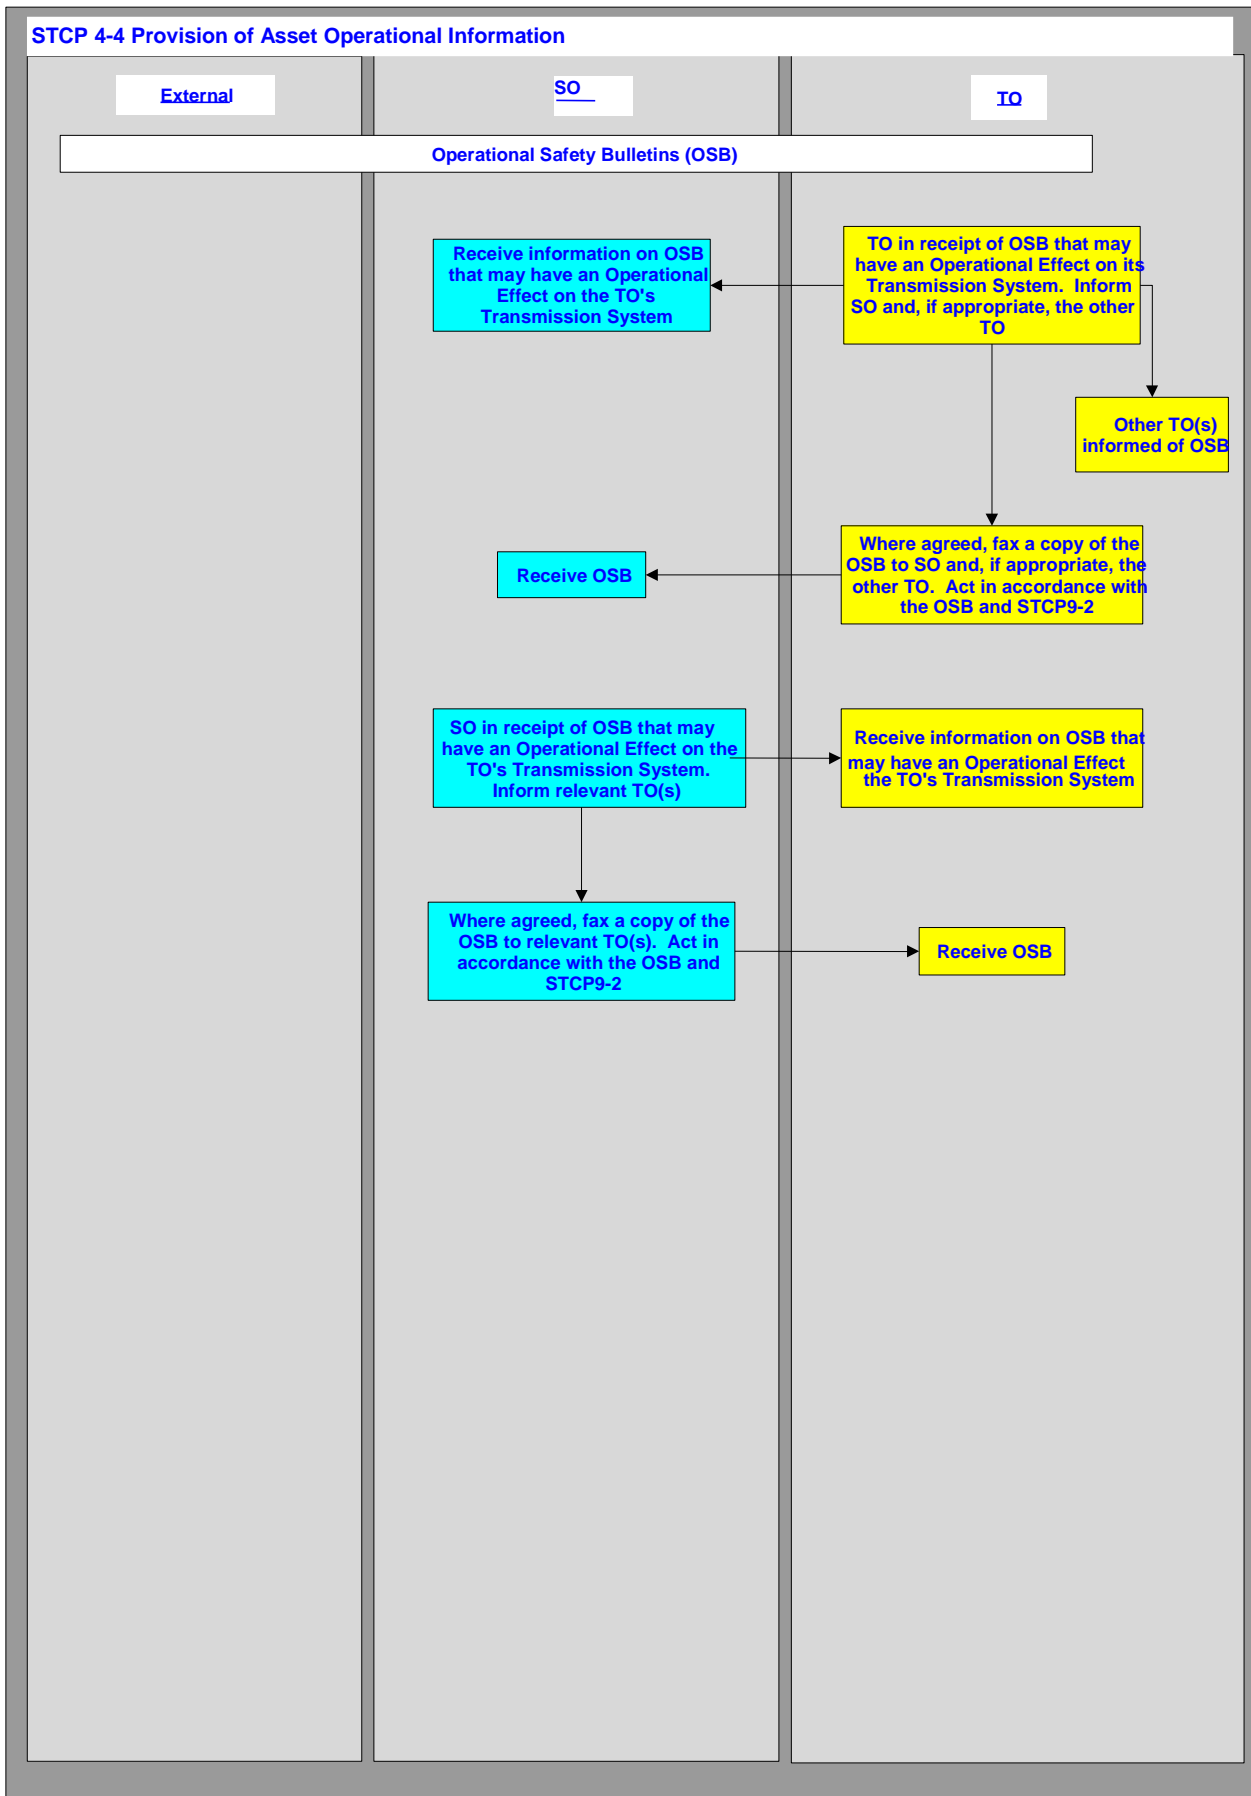 STCP 4-4 Provision of Asset Operational Information
External
SO
TO
Operational Safety Bulletins (OSB)
Receive information on OSB
that may have an Operational
Effect on the TO's
Transmission System
TO in receipt of OSB that may
have an Operational Effect on its
Transmission System.  Inform
SO and, if appropriate, the other
TO
Other TO(s)
informed of OSB
Where agreed, fax a copy of the
OSB to SO and, if appropriate, the
other TO.  Act in accordance with
the OSB and STCP9-2
Receive OSB
SO in receipt of OSB that may
have an Operational Effect on the
TO's Transmission System.
Inform relevant TO(s)
Receive information on OSB that
may have an Operational Effect
the TO's Transmission System
Where agreed, fax a copy of the
OSB to relevant TO(s).  Act in
accordance with the OSB and
STCP9-2
Receive OSB